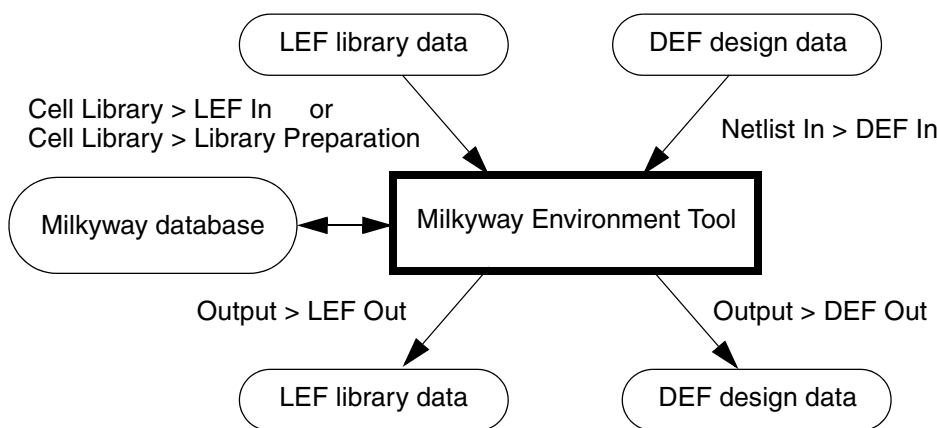 LEF library data
DEF design data
Cell Library > LEF In or
Cell Library > Library Preparation
Netlist In > DEF In
Milkyway database
Milkyway Environment Tool
Output > LEF Out
Output > DEF Out
LEF library data
DEF design data